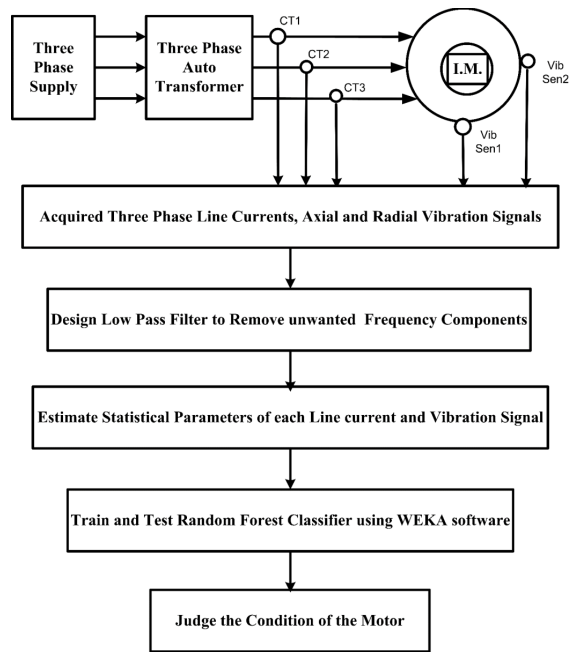 Three
Phase
Supply
Three Phase
Auto
Transformer
CT1
CT2
CT3
I.M.
Vib
Sen2
Vib
Sen1
Acquired Three Phase Line Currents, Axial and Radial Vibration Signals
Design Low Pass Filter to Remove unwanted Frequency Components
Estimate Statistical Parameters of each Line current and Vibration Signal
Train and Test Random Forest Classifier using WEKA software
Judge the Condition of the Motor